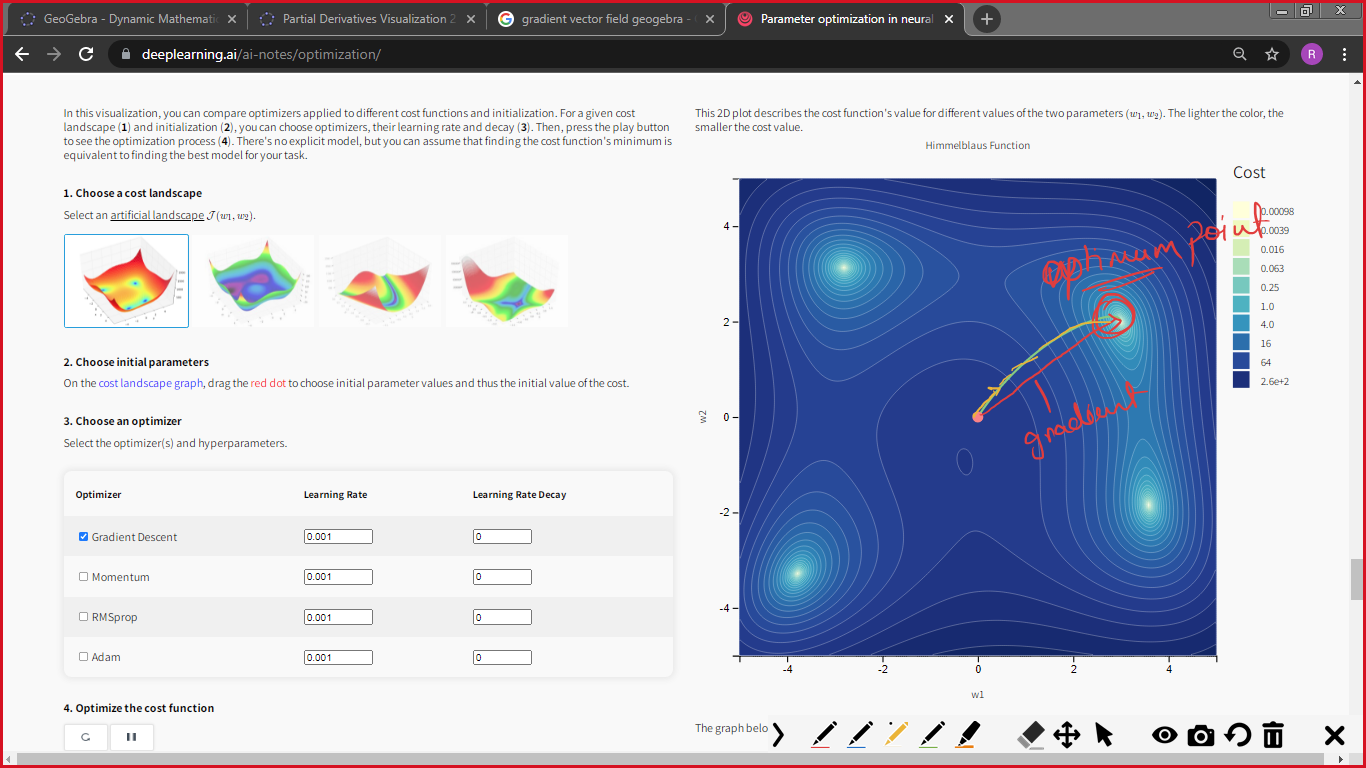 GeoGebra - Dynamic Mathemati
Partial Derivatives Visualization 2
gradient vector field geogebra -
Parameter optimization in neural
deeplearning.ai/ai-notes/optimization/
R
In this visualization, you can compare optimizers applied to different cost functions and initialization. For a given cost
landscape (1) and initialization (2), you can choose optimizers, their learning rate and decay (3). Then, press the play button
to see the optimization process (4). There's no explicit model, but you can assume that finding the cost function's minimum is
equivalent to finding the best model for your task.
1. Choose a cost landscape
Select an artificial landscape 𝒥(w₁, w₂).
2. Choose initial parameters
On the cost landscape graph, drag the red dot to choose initial parameter values and thus the initial value of the cost.
3. Choose an optimizer
Select the optimizer(s) and hyperparameters.
Optimizer Learning Rate Learning Rate Decay
Gradient Descent 0.001 0
Momentum 0.001 0
RMSprop 0.001 0
Adam 0.001 0
4. Optimize the cost function
This 2D plot describes the cost function's value for different values of the two parameters (w₁, w₂). The lighter the color, the
smaller the cost value.
Himmelblaus Function
Cost
0.00098
0.0039
0.016
0.063
0.25
1.0
4.0
16
64
2.6e+2
optimum point
gradient
4
2
0
-2
-4
w2
-4 -2 0 2 4
w1
The graph belo